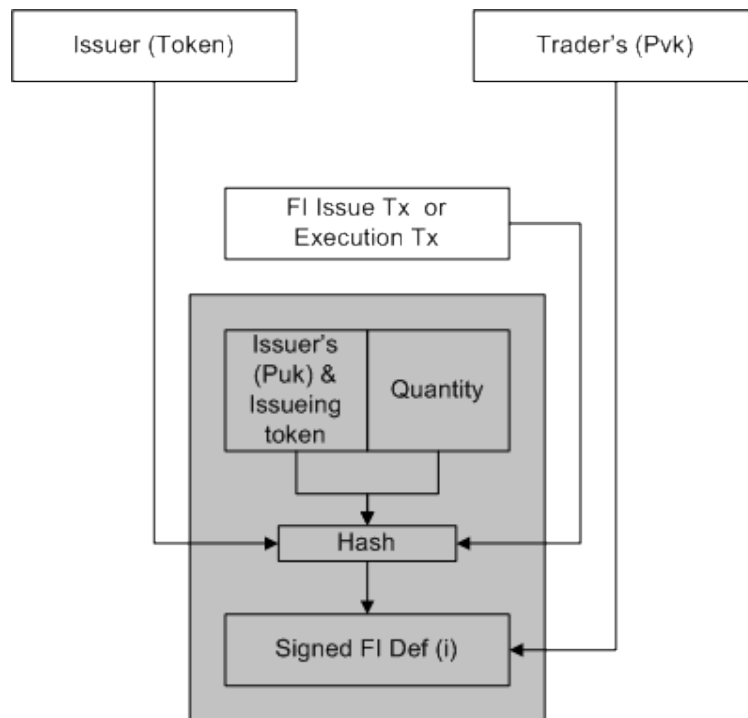 Issuer (Token)
Trader's (Pvk)
FI Issue Tx or
Execution Tx
Issuer's
(Puk) &
Issueing
token
Quantity
Hash
Signed FI Def (i)